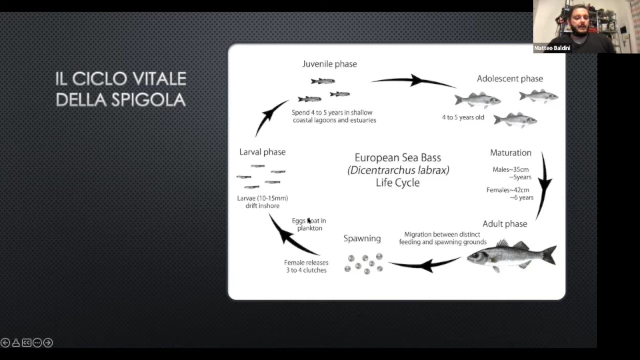 IL CICLO VITALE
DELLA SPIGOLA
Matteo Baldini
Juvenile phase
Spend 4 to 5 years in shallow
coastal lagoons and estuaries
Adolescent phase
4 to 5 years old
Larval phase
Larvae (10-15mm)
drift inshore
European Sea Bass
(Dicentrarchus labrax)
Life Cycle
Maturation
Males~35cm
~5years
Females~42cm
~6 years
Eggs float in
plankton
Spawning
Female releases
3 to 4 clutches
Migration between distinct
feeding and spawning grounds
Adult phase